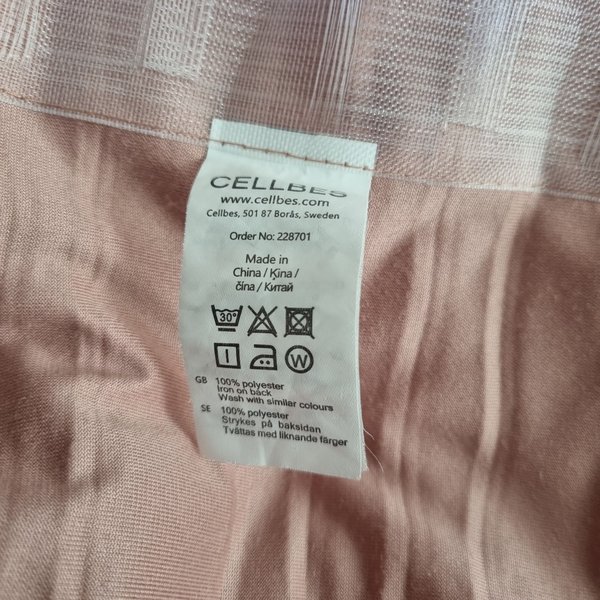 CELLBES
www.cellbes.com
Cellbes, 501 87 Borås, Sweden
Order No: 228701
Made in
China / Ķīna /
čína / Китай
30°
W
GB 100% polyester
Iron on back
Wash with similar colours
SE 100% polyester
Strykes på baksidan
Tvättas med liknande färger